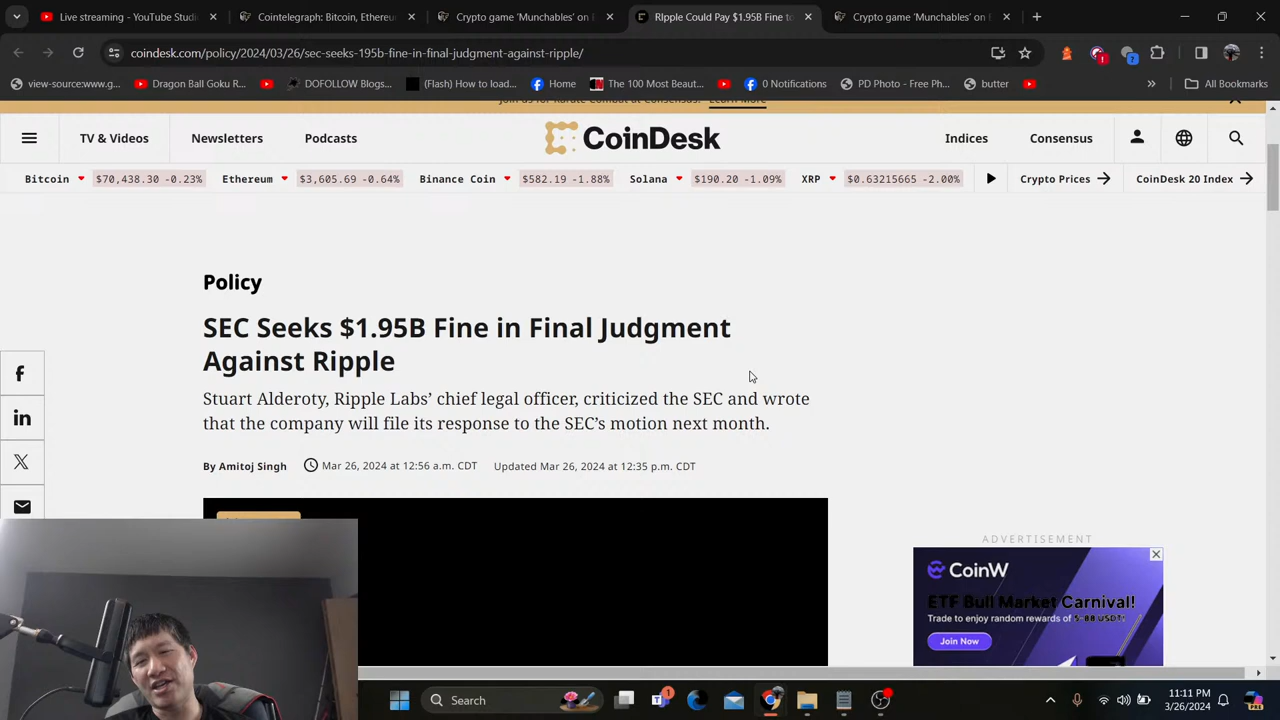 Live streaming - YouTube Studi
Cointelegraph: Bitcoin, Ethereu
Crypto game 'Munchables' on E
RIpple Could Pay $1.95B Fine to
Crypto game 'Munchables' on E
coindesk.com/policy/2024/03/26/sec-seeks-195b-fine-in-final-judgment-against-ripple/
view-source:www.g...
Dragon Ball Goku R...
DOFOLLOW Blogs...
(Flash) How to load...
Home
The 100 Most Beaut...
0 Notifications
PD Photo - Free Ph...
butter
All Bookmarks
Join us for Karate Combat at Consensus. Learn More
TV & Videos
Newsletters
Podcasts
CoinDesk
Indices
Consensus
Bitcoin $70,438.30 -0.23%
Ethereum $3,605.69 -0.64%
Binance Coin $582.19 -1.88%
Solana $190.20 -1.09%
XRP $0.63215665 -2.00%
Crypto Prices
CoinDesk 20 Index
Policy
SEC Seeks $1.95B Fine in Final Judgment
Against Ripple
Stuart Alderoty, Ripple Labs’ chief legal officer, criticized the SEC and wrote
that the company will file its response to the SEC’s motion next month.
By Amitoj Singh
Mar 26, 2024 at 12:56 a.m. CDT
Updated Mar 26, 2024 at 12:35 p.m. CDT
ADVERTISEMENT
CoinW
ETF Bull Market Carnival!
Trade to enjoy random rewards of 5-88 USDT!
Join Now
Search
1
11:11 PM
3/26/2024